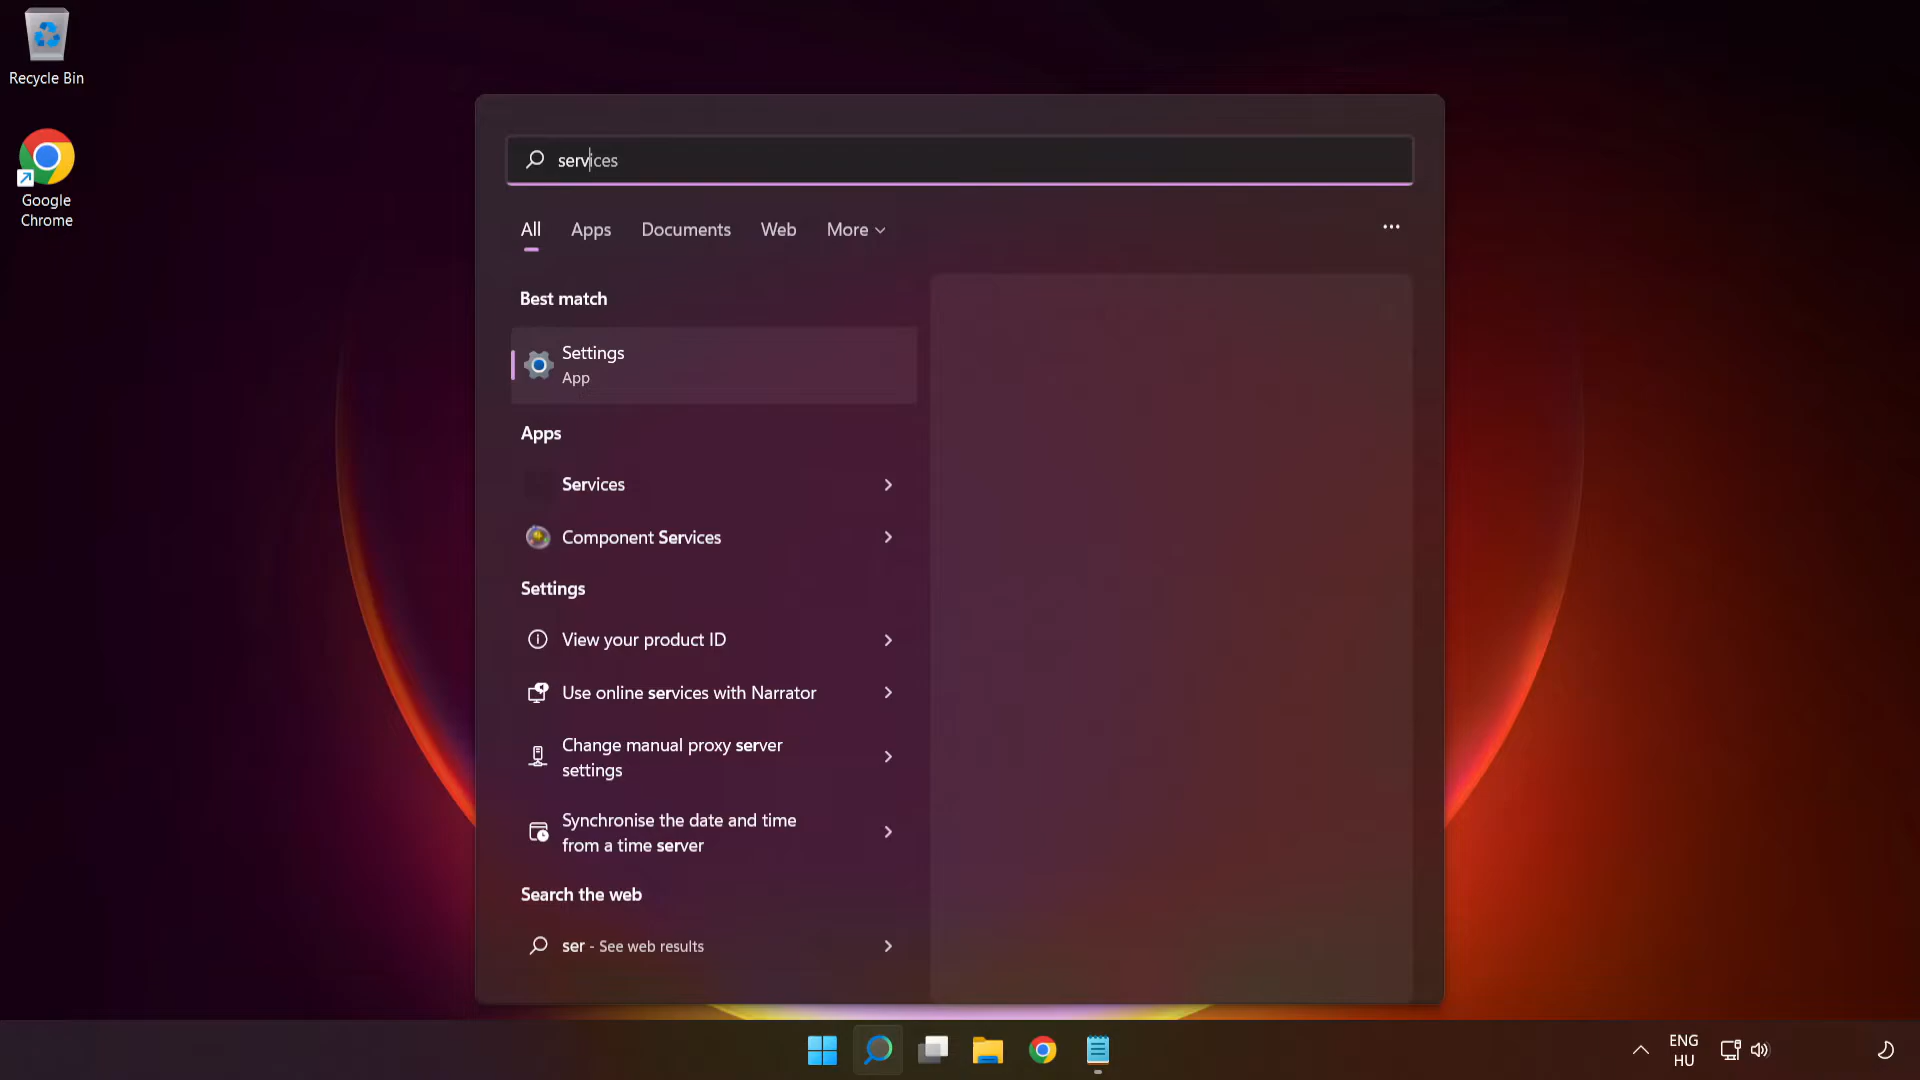 Recycle Bin
Google
Chrome
services
All Apps Documents Web More
Best match
Settings
App
Apps
Services
Component Services
Settings
View your product ID
Use online services with Narrator
Change manual proxy server
settings
Synchronise the date and time
from a time server
Search the web
ser - See web results
ENG
HU